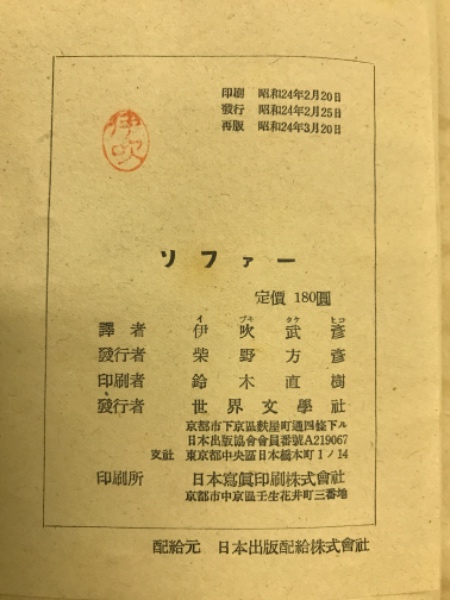 印刷 昭和24年2月20日
發行 昭和24年2月25日
再版 昭和24年3月20日
伊吹
ソファー
定價 180圓
イ ブキ タケ ヒコ
譯者 伊吹武彥
發行者 柴野方彥
印刷者 鈴木直樹
發行者 世界文學社
京都市下京區麩屋町通四條下ル
日本出版協會會員番號A219067
支社 東京都中央區日本橋本町1ノ14
印刷所 日本寫眞印刷株式會社
京都市中京區壬生花井町三番地
配給元 日本出版配給株式會社